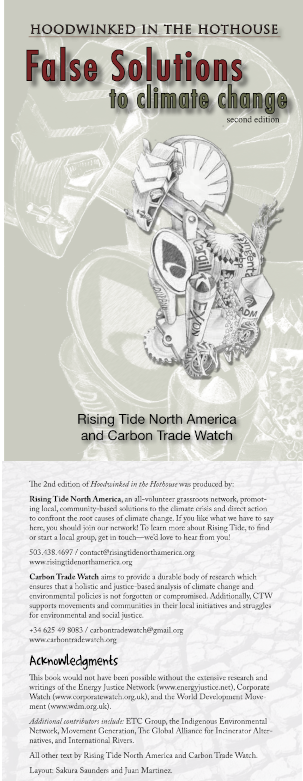 HOODWINKED IN THE HOTHOUSE
False Solutions
to climate change
second edition
Cargill
EXXON
ADM
Rising Tide North America
and Carbon Trade Watch
The 2nd edition of Hoodwinked in the Hothouse was produced by:
Rising Tide North America, an all-volunteer grassroots network, promot-
ing local, community-based solutions to the climate crisis and direct action
to confront the root causes of climate change. If you like what we have to say
here, you should join our network! To learn more about Rising Tide, to find
or start a local group, get in touch—we'd love to hear from you!
503.438.4697 / contact@risingtidenorthamerica.org
www.risingtidenorthamerica.org
Carbon Trade Watch aims to provide a durable body of research which
ensures that a holistic and justice-based analysis of climate change and
environmental policies is not forgotten or compromised. Additionally, CTW
supports movements and communities in their local initiatives and struggles
for environmental and social justice.
+34 625 49 8083 / carbontradewatch@gmail.org
www.carbontradewatch.org
Acknowledgments
This book would not have been possible without the extensive research and
writings of the Energy Justice Network (www.energyjustice.net), Corporate
Watch (www.corporatewatch.org.uk), and the World Development Move-
ment (www.wdm.org.uk).
Additional contributors include: ETC Group, the Indigenous Environmental
Network, Movement Generation, The Global Alliance for Incinerator Alter-
natives, and International Rivers.
All other text by Rising Tide North America and Carbon Trade Watch.
Layout: Sakura Saunders and Juan Martinez.